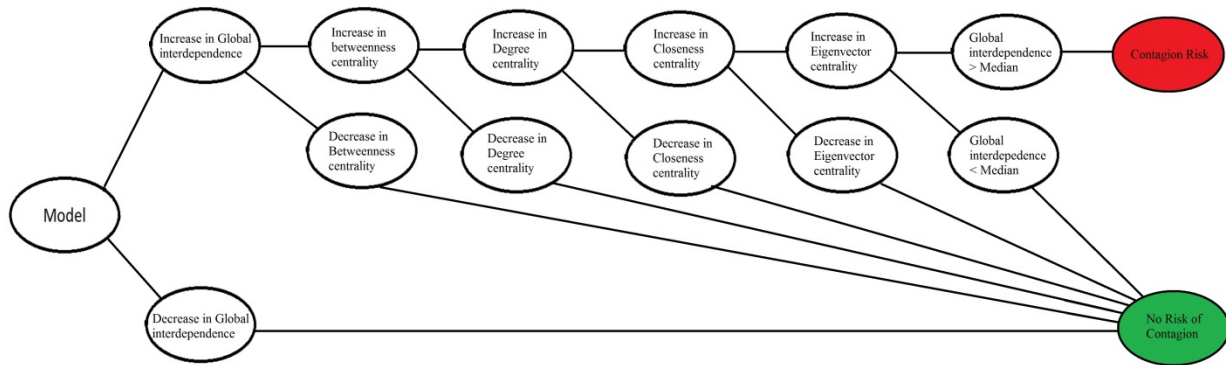 Increase in Global
interdependence
Increase in
betweenness
centrality
Increase in
Degree
centrality
Increase in
Closeness
centrality
Increase in
Eigenvector
centrality
Global
interdependence
> Median
Contagion Risk
Decrease in
Betweenness
centrality
Decrease in
Degree
centrality
Decrease in
Closeness
centrality
Decrease in
Eigenvector
centrality
Global
interdepedence
< Median
Model
Decrease in Global
interdependence
No Risk of
Contagion